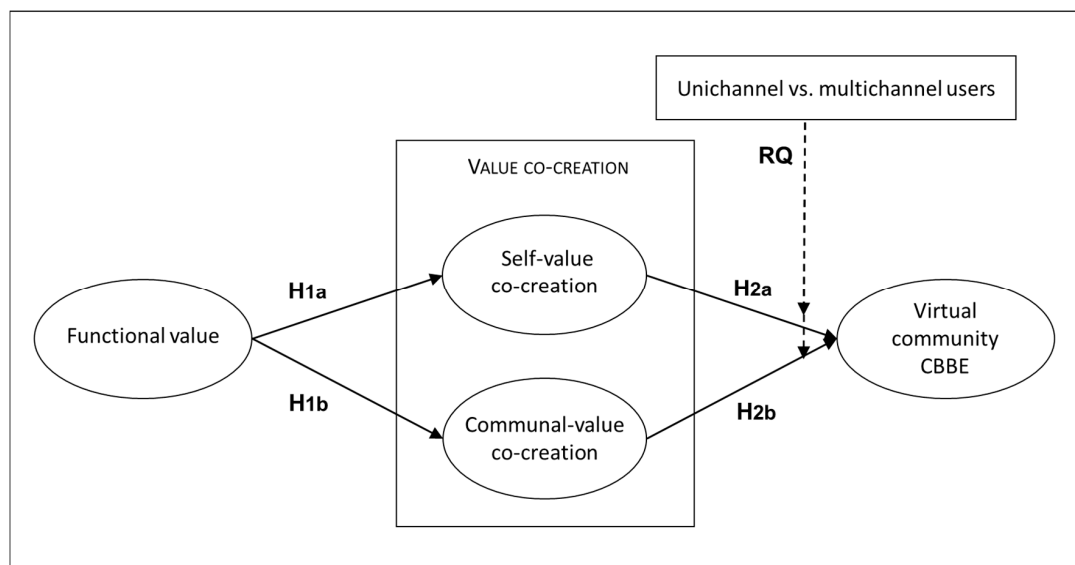 Unichannel vs. multichannel users
RQ
VALUE CO-CREATION
Self-value
co-creation
H1a
H2a
Functional value
Virtual
community
CBBE
H1b
H2b
Communal-value
co-creation